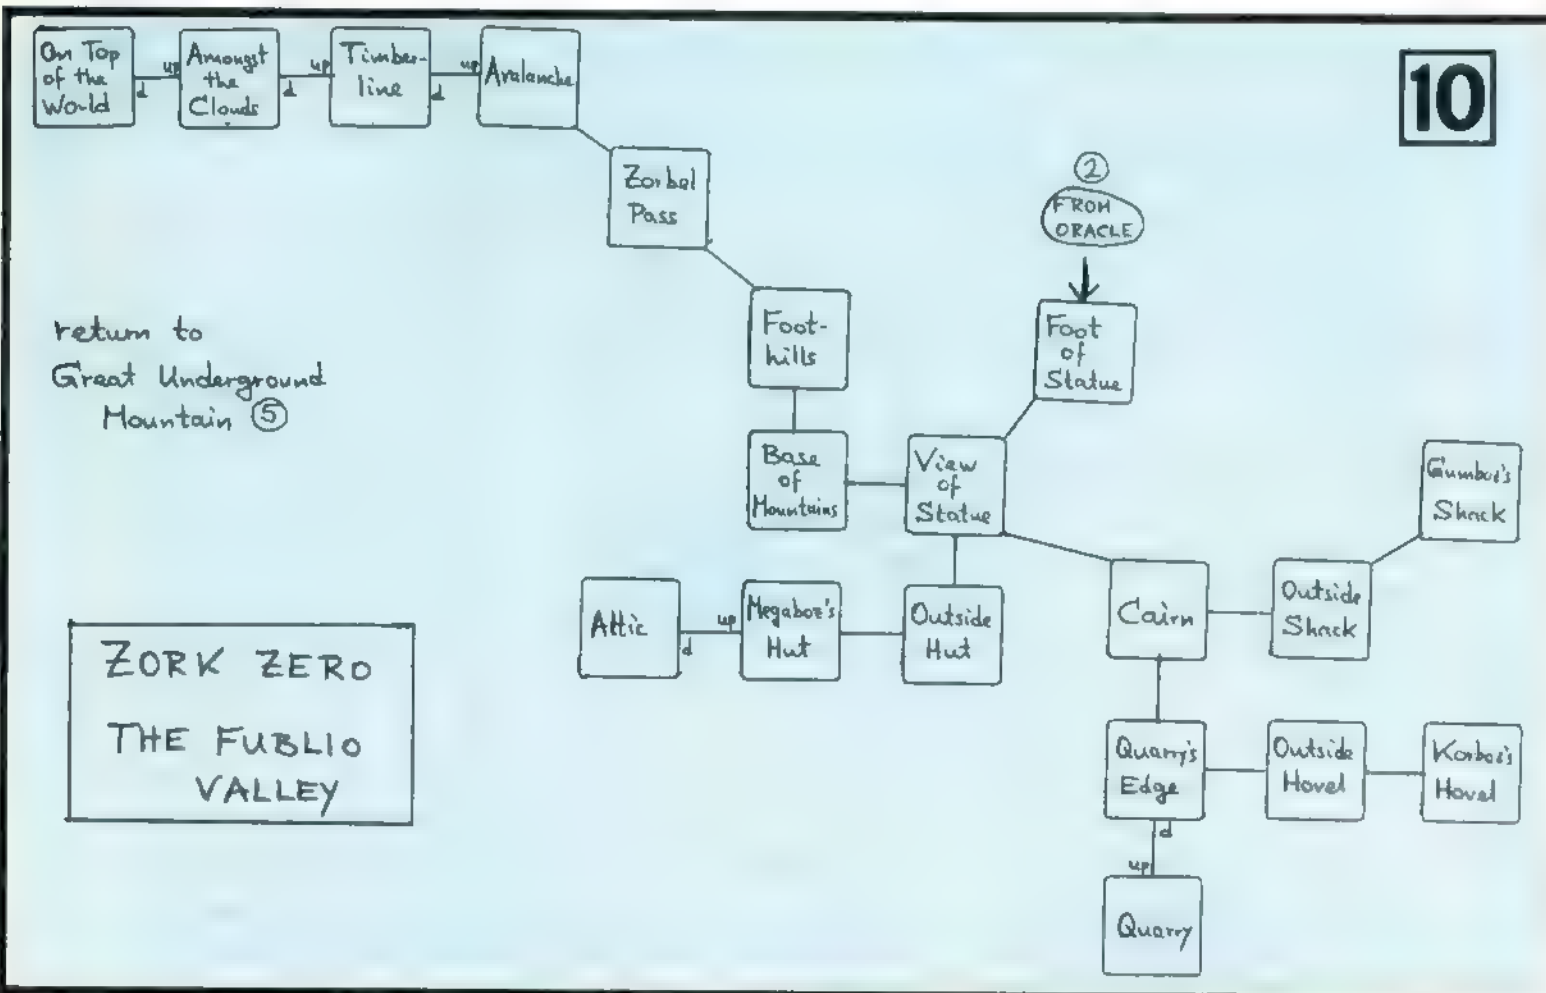 10
On Top
of the
World
up
d
Amongst
the
Clouds
up
d
Timber-
line
up
d
Avalanche
Zorbel
Pass
2
FROM
ORACLE
Foot-
hills
Foot
of
Statue
return to
Great Underground
Mountain 5
Base
of
Mountains
View
of
Statue
Gumboz's
Shack
Attic
up
d
Megaboz's
Hut
Outside
Hut
Cairn
Outside
Shack
ZORK ZERO
THE FUBLIO
VALLEY
Quarry's
Edge
Outside
Hovel
Korboz's
Hovel
d
up
Quarry